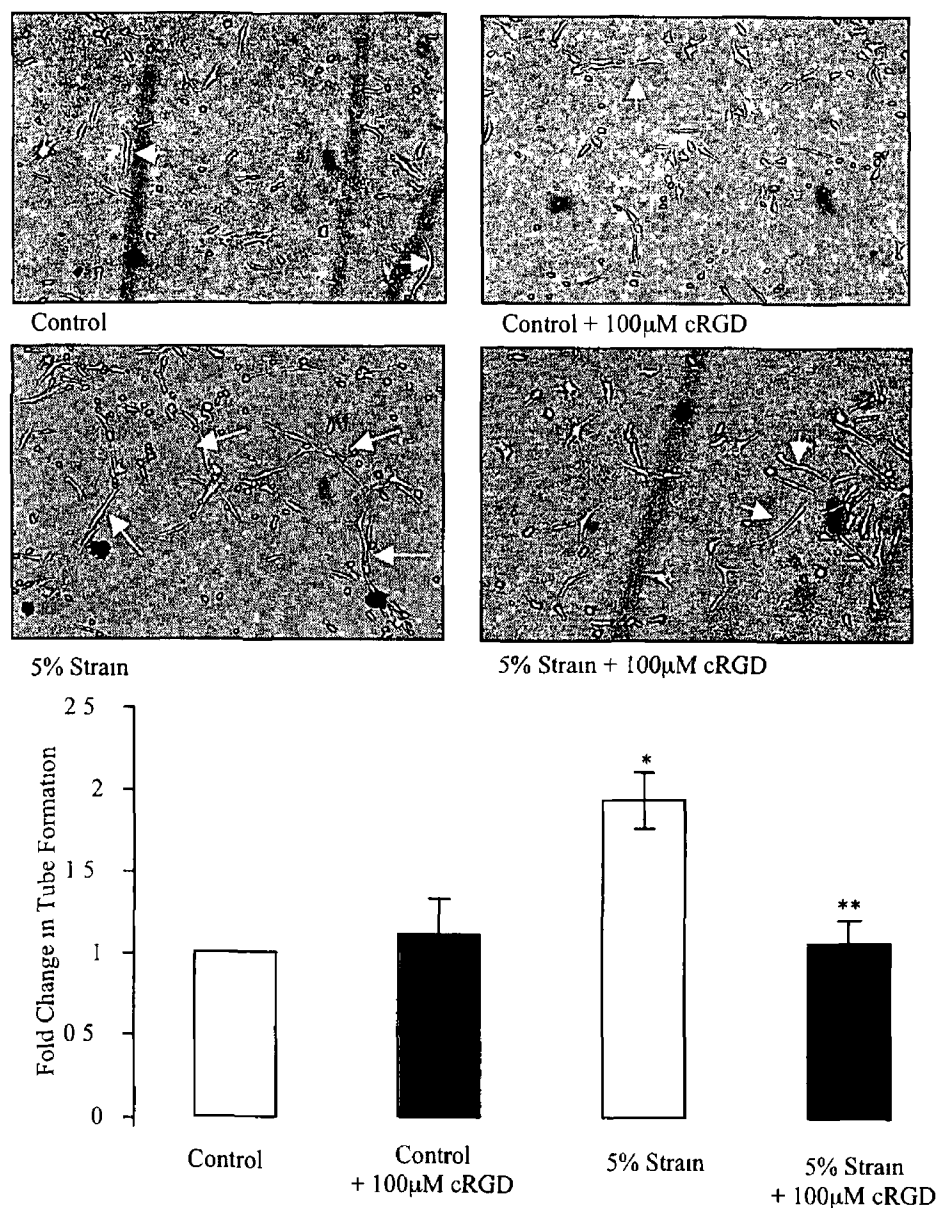 Control
Control + 100µM cRGD
5% Strain
5% Strain + 100µM cRGD
Fold Change in Tube Formation
2 5
2
1 5
1
0 5
0
*
**
Control
Control
+ 100µM cRGD
5% Strain
5% Strain
+ 100µM cRGD